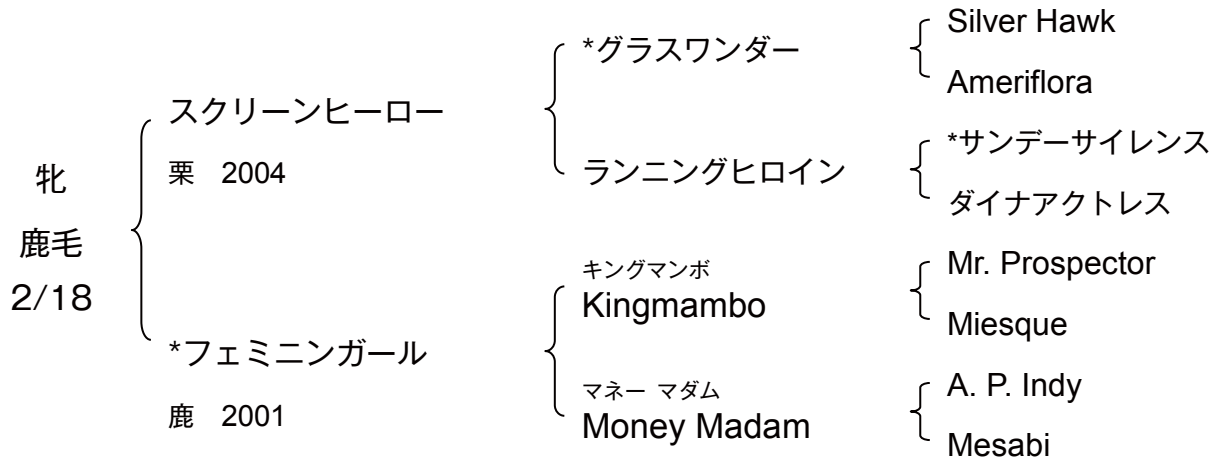 牝
鹿毛
2/18
スクリーンヒーロー
栗 2004
*フェミニンガール
鹿 2001
*グラスワンダー
ランニングヒロイン
キングマンボ
Kingmambo
マネー マダム
Money Madam
Silver Hawk
Ameriflora
*サンデーサイレンス
ダイナアクトレス
Mr. Prospector
Miesque
A. P. Indy
Mesabi